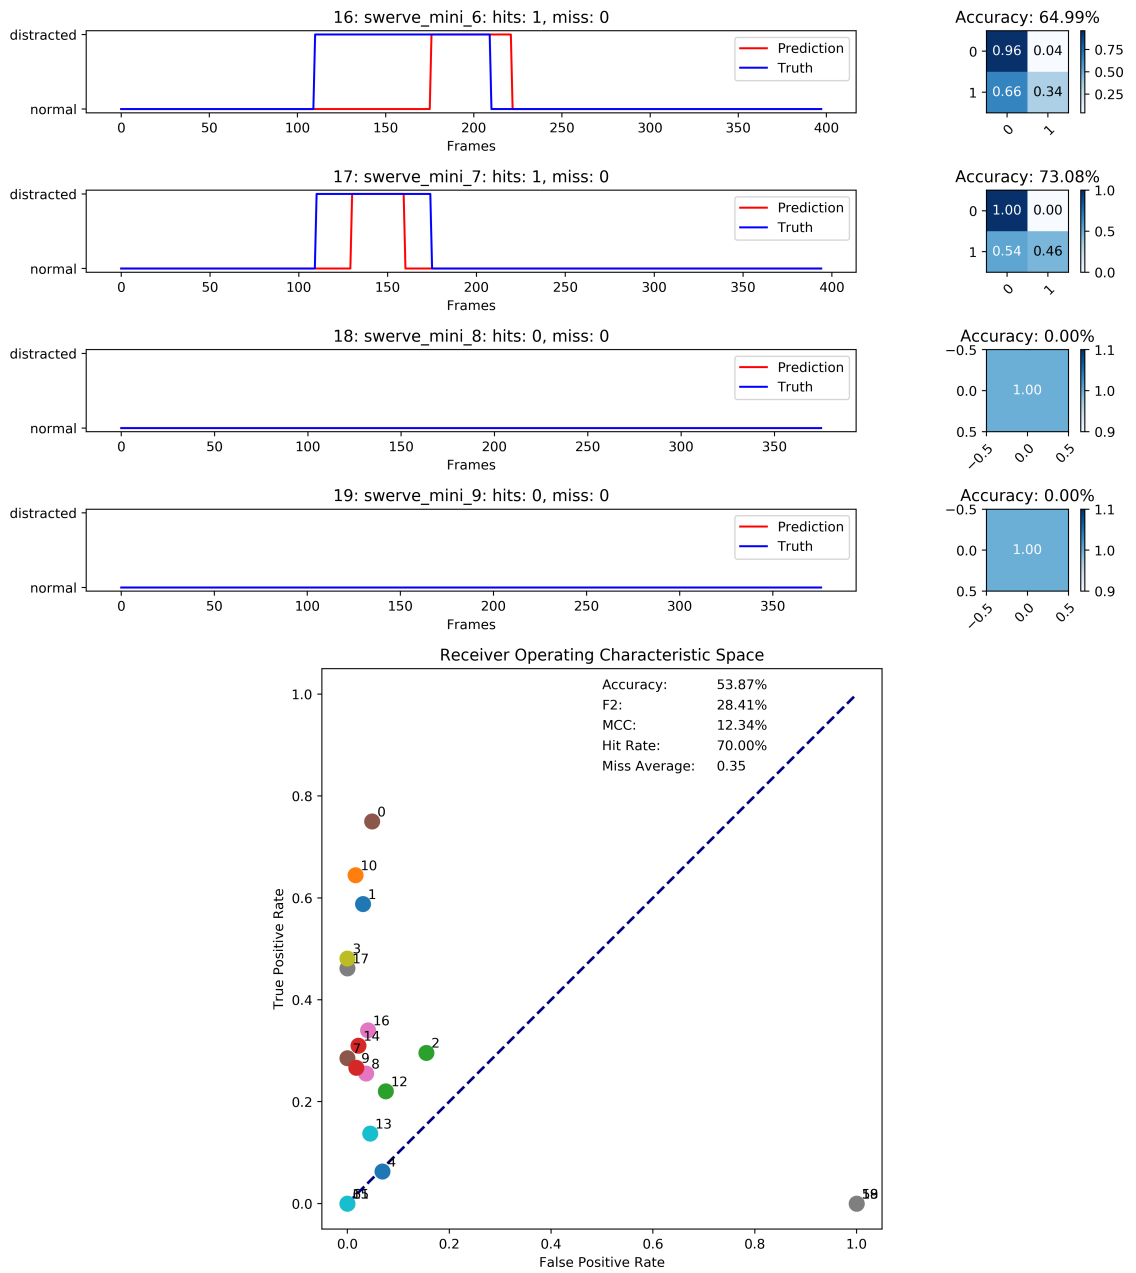 16: swerve_mini_6: hits: 1, miss: 0
distracted
normal
Prediction
Truth
0 50 100 150 200 250 300 350 400
Frames
Accuracy: 64.99%
0 0.96 0.04
1 0.66 0.34
0 1
0.75
0.50
0.25
17: swerve_mini_7: hits: 1, miss: 0
distracted
normal
Prediction
Truth
0 50 100 150 200 250 300 350 400
Frames
Accuracy: 73.08%
0 1.00 0.00
1 0.54 0.46
0 1
1.0
0.5
0.0
18: swerve_mini_8: hits: 0, miss: 0
distracted
normal
Prediction
Truth
0 50 100 150 200 250 300 350
Frames
Accuracy: 0.00%
−0.5
0.0
0.5
1.00
−0.5 0.0 0.5
1.1
1.0
0.9
19: swerve_mini_9: hits: 0, miss: 0
distracted
normal
Prediction
Truth
0 50 100 150 200 250 300 350
Frames
Accuracy: 0.00%
−0.5
0.0
0.5
1.00
−0.5 0.0 0.5
1.1
1.0
0.9
Receiver Operating Characteristic Space
Accuracy: 53.87%
F2: 28.41%
MCC: 12.34%
Hit Rate: 70.00%
Miss Average: 0.35
True Positive Rate
1.0
0.8
0.6
0.4
0.2
0.0
0
10
1
3
17
16
14
2
7
9
8
12
13
4
0.0 0.2 0.4 0.6 0.8 1.0
False Positive Rate